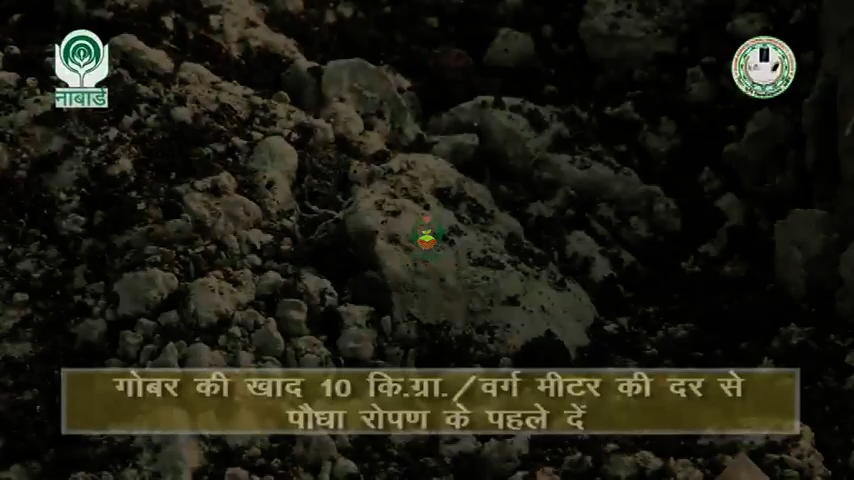 नाबार्ड
गोबर की खाद 10 कि.ग्रा./वर्ग मीटर की दर से
पौधा रोपण के पहले दें